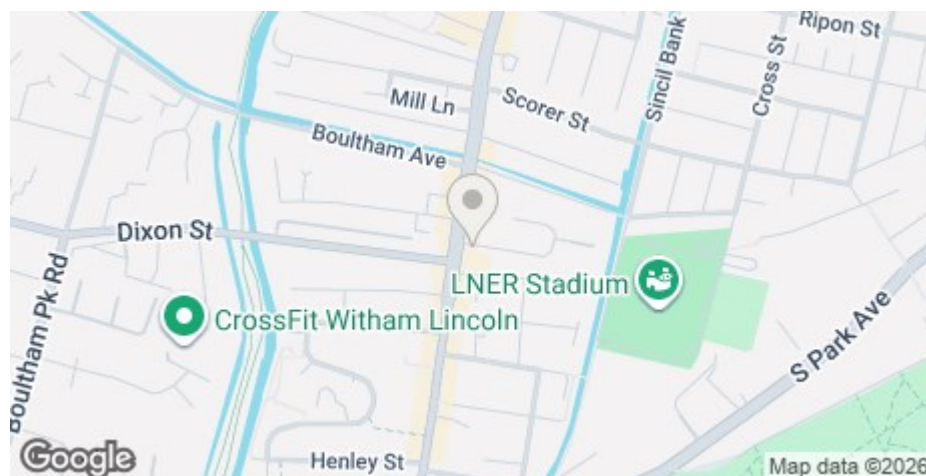 Ripon St
Cross St
Sincil Bank
Mill Ln
Scorer St
Boultham Ave
Dixon St
LNER Stadium
CrossFit Witham Lincoln
Boultham Pk Rd
S Park Ave
Henley St
Google
Map data ©2026